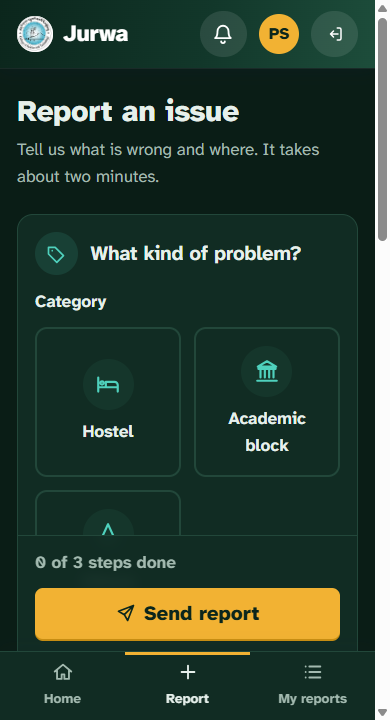 Jurwa
PS
Report an issue
Tell us what is wrong and where. It takes
about two minutes.
What kind of problem?
Category
Hostel
Academic
block
0 of 3 steps done
Send report
Home
Report
My reports